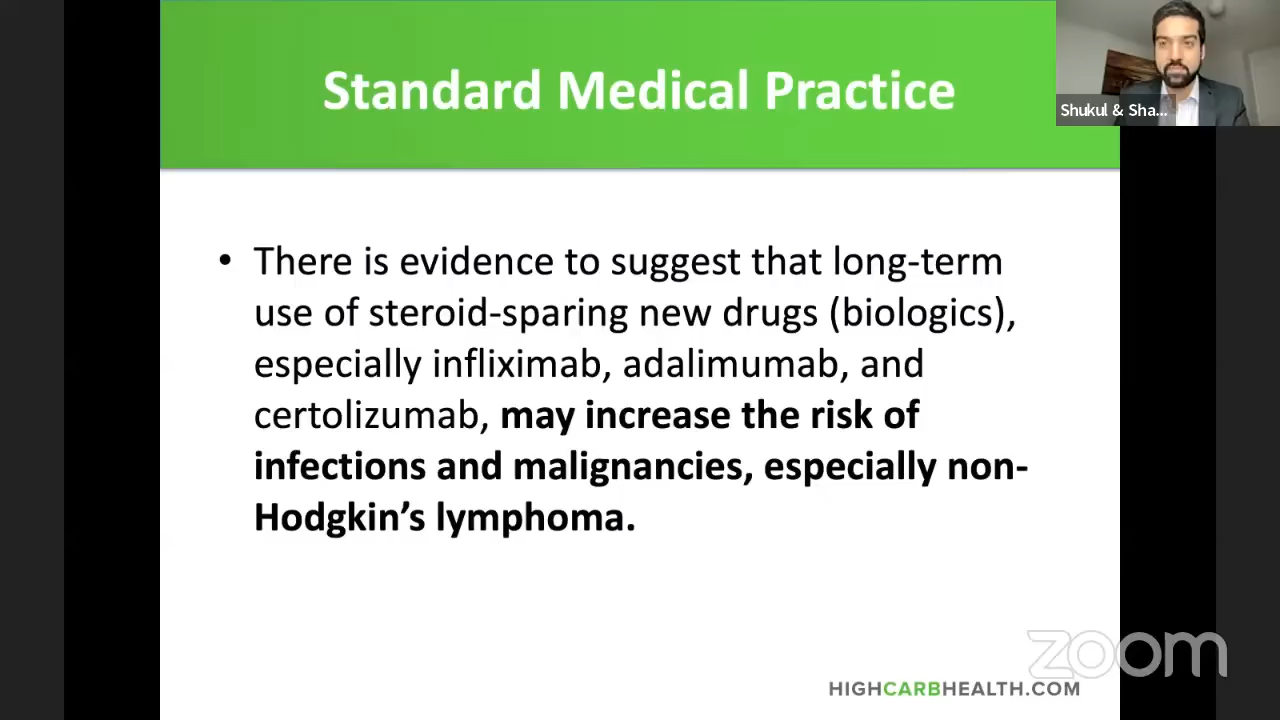 Standard Medical Practice
Shukul & Sha...
• There is evidence to suggest that long-term
use of steroid-sparing new drugs (biologics),
especially infliximab, adalimumab, and
certolizumab, may increase the risk of
infections and malignancies, especially non-
Hodgkin’s lymphoma.
zoom
HIGHCARBHEALTH.COM